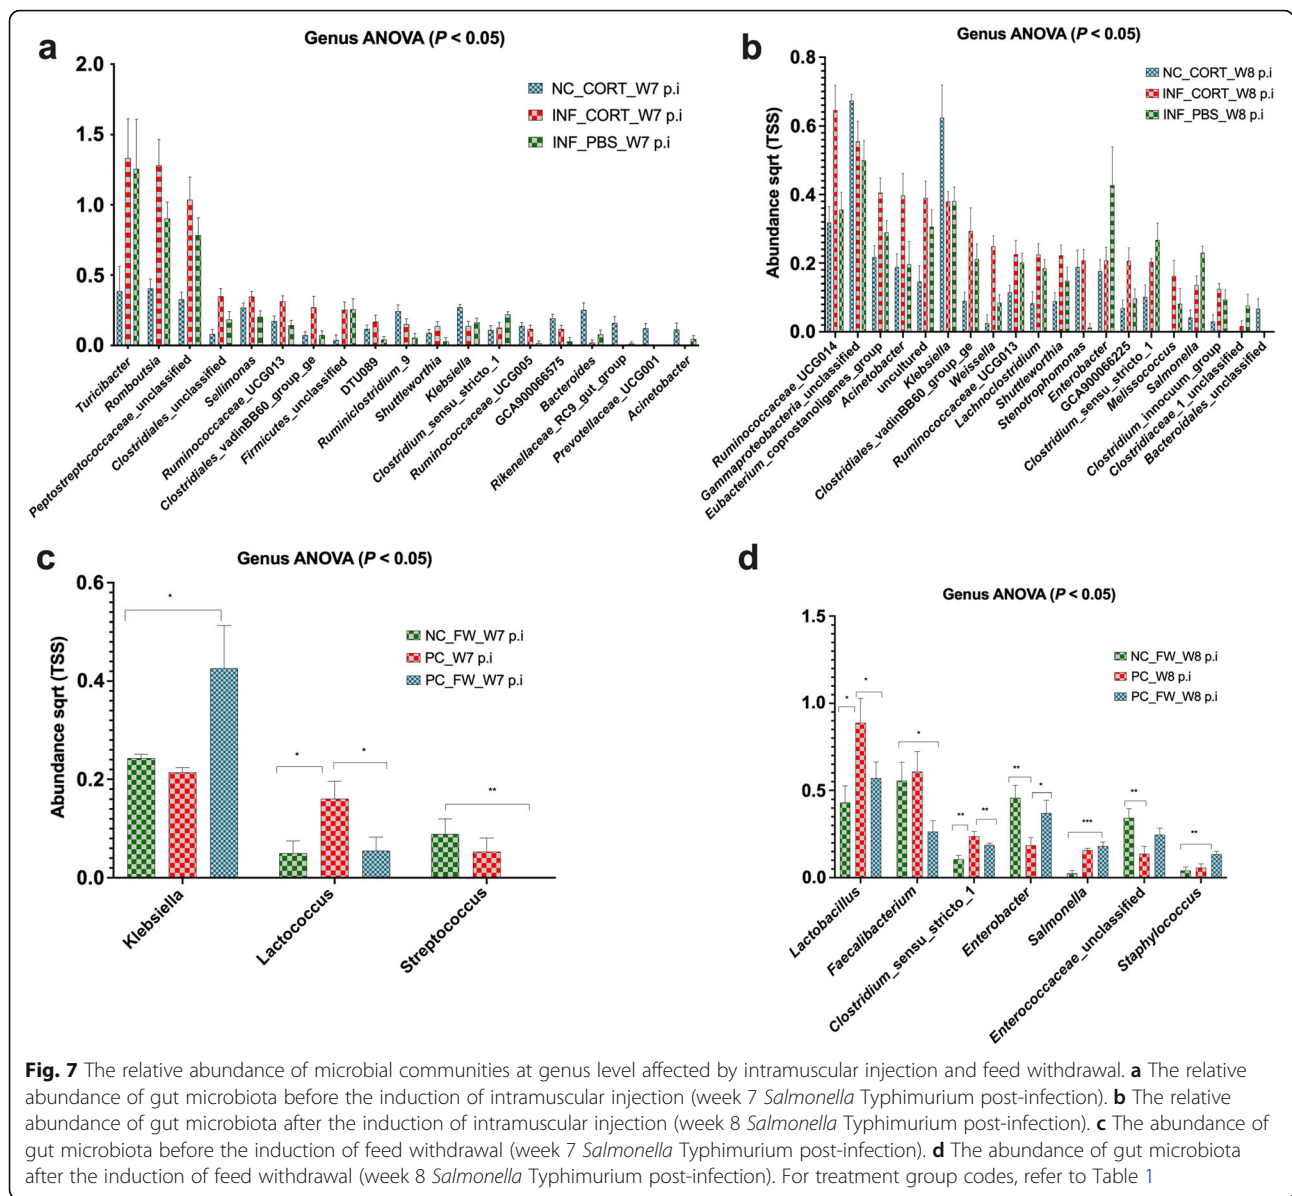 a
Genus ANOVA (P < 0.05)
2.0
1.5
1.0
0.5
0.0
NC_CORT_W7 p.i
INF_CORT_W7 p.i
INF_PBS_W7 p.i
Turicibacter
Romboutsia
Peptostreptococcaceae_unclassified
Clostridiales_unclassified
Sellimonas
Ruminococcaceae_UCG013
Clostridiales_vadinBB60_group_ge
Firmicutes_unclassified
DTU089
Ruminiclostridium_9
Shuttleworthia
Klebsiella
Clostridium_sensu_stricto_1
Ruminococcaceae_UCG005
GCA90066575
Bacteroides
Rikenellaceae_RC9_gut_group
Prevotellaceae_UCG001
Acinetobacter
b
Genus ANOVA (P < 0.05)
Abundance sqrt (TSS)
0.8
0.6
0.4
0.2
0.0
NC_CORT_W8 p.i
INF_CORT_W8 p.i
INF_PBS_W8 p.i
Ruminococcaceae_UCG014
Gammaproteobacteria_unclassified
Eubacterium_coprostanoligenes_group
Acinetobacter
uncultured
Klebsiella
Clostridiales_vadinBB60_group_ge
Weissella
Ruminococcaceae_UCG013
Lachnoclostridium
Shuttleworthia
Stenotrophomonas
Enterobacter
GCA900066225
Clostridium_sensu_stricto_1
Melissococcus
Salmonella
Clostridium_innocuum_group
Clostridiaceae_1_unclassified
Bacteroidales_unclassified
c
Genus ANOVA (P < 0.05)
Abundance sqrt (TSS)
0.6
0.4
0.2
0.0
*
*
*
**
NC_FW_W7 p.i
PC_W7 p.i
PC_FW_W7 p.i
Klebsiella
Lactococcus
Streptococcus
d
Genus ANOVA (P < 0.05)
1.5
1.0
0.5
0.0
*
*
*
**
**
**
*
***
**
**
NC_FW_W8 p.i
PC_W8 p.i
PC_FW_W8 p.i
Lactobacillus
Faecalibacterium
Clostridium_sensu_stricto_1
Enterobacter
Salmonella
Enterococcaceae_unclassified
Staphylococcus
Fig. 7 The relative abundance of microbial communities at genus level affected by intramuscular injection and feed withdrawal. a The relative
abundance of gut microbiota before the induction of intramuscular injection (week 7 Salmonella Typhimurium post-infection). b The relative
abundance of gut microbiota after the induction of intramuscular injection (week 8 Salmonella Typhimurium post-infection). c The abundance of
gut microbiota before the induction of feed withdrawal (week 7 Salmonella Typhimurium post-infection). d The abundance of gut microbiota
after the induction of feed withdrawal (week 8 Salmonella Typhimurium post-infection). For treatment group codes, refer to Table 1